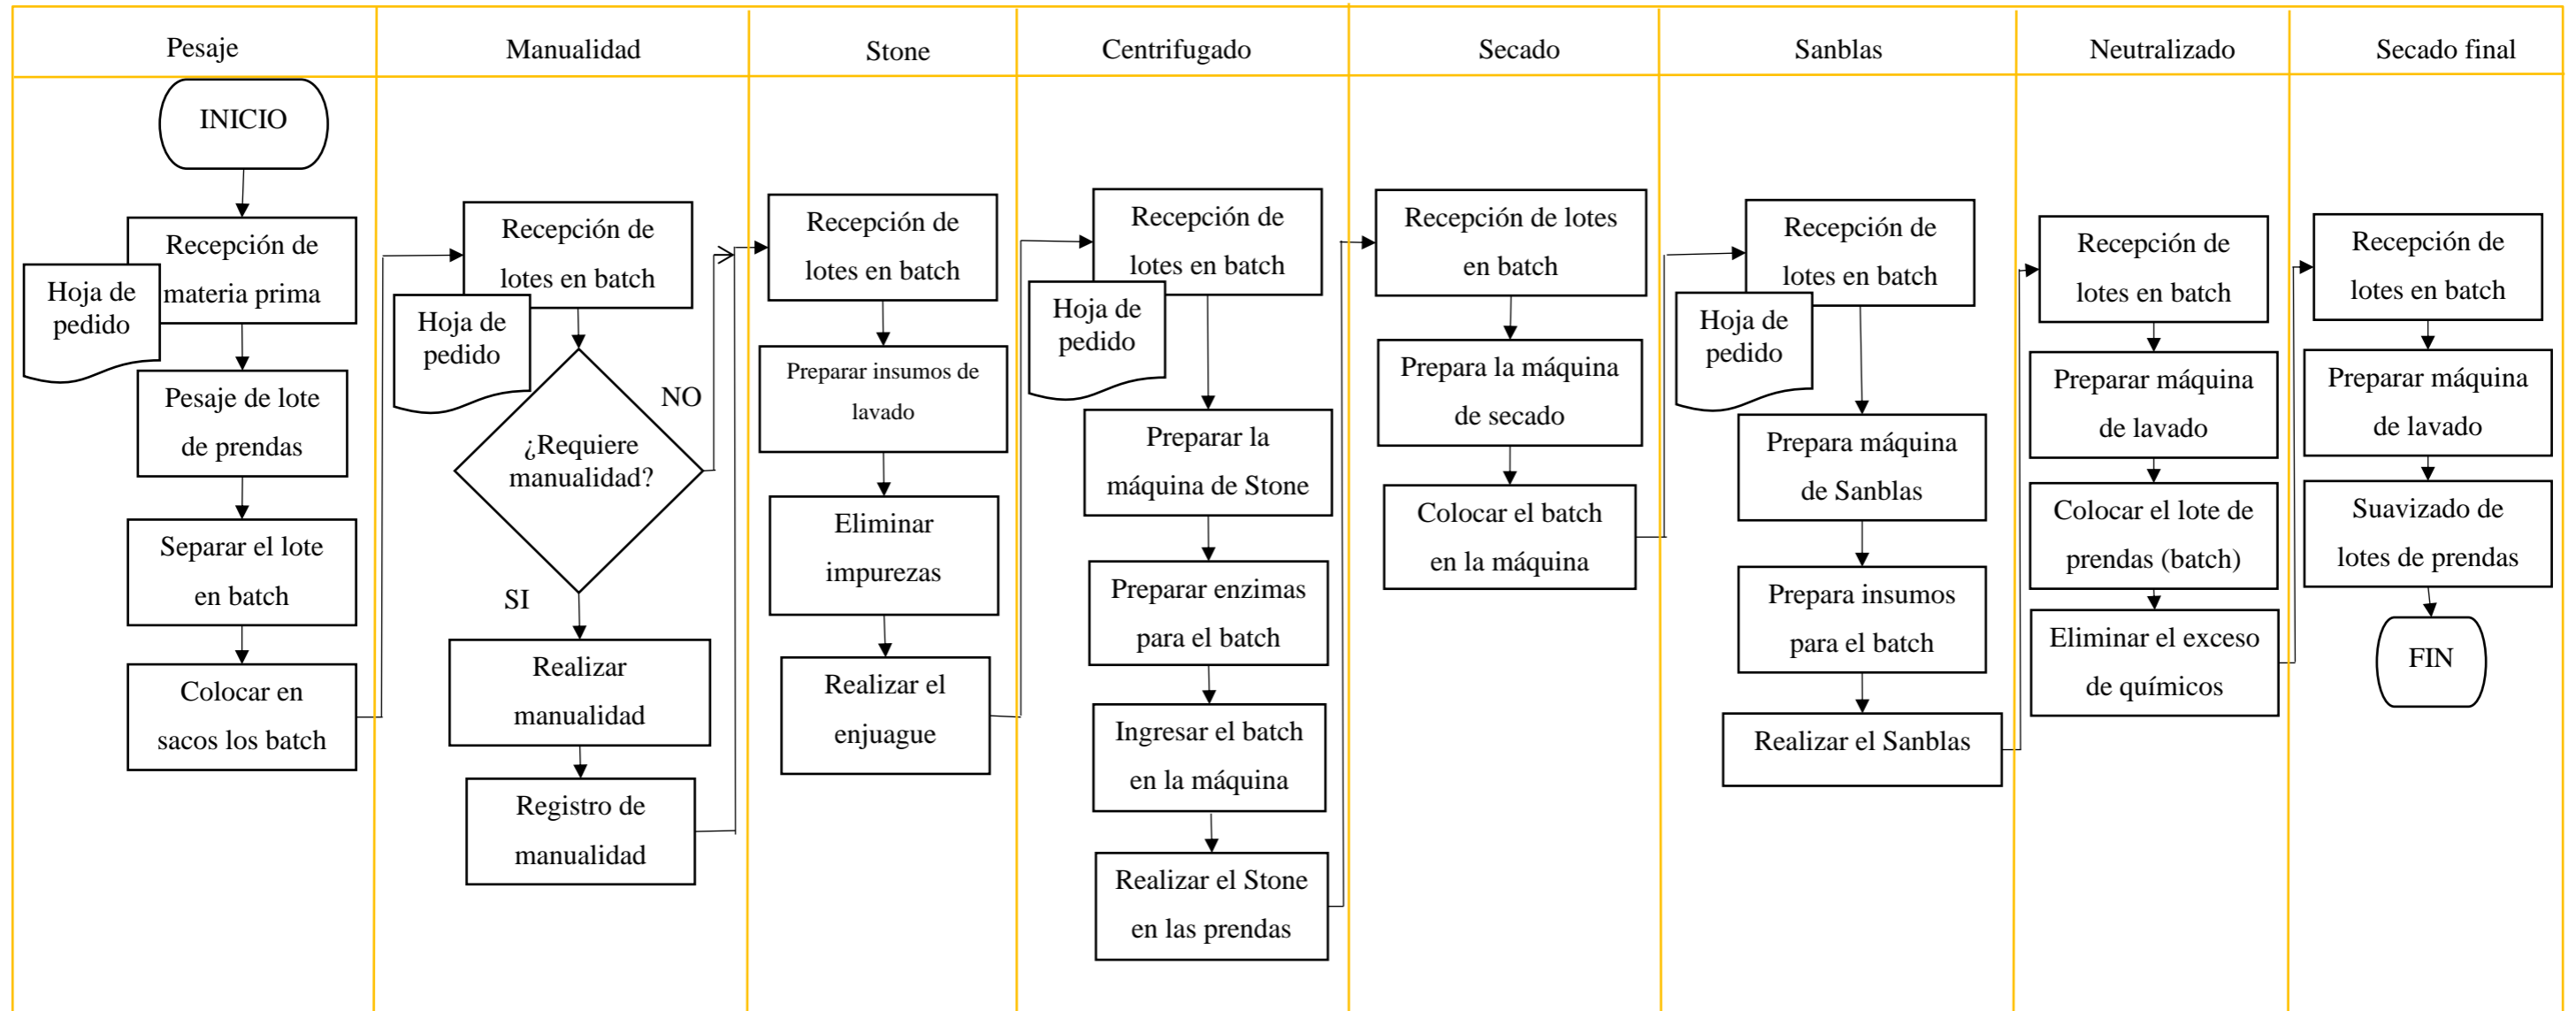 Pesaje
Manualidad
Stone
Centrifugado
Secado
Sanblas
Neutralizado
Secado final
INICIO
Recepción de
materia prima
Hoja de
pedido
Pesaje de lote
de prendas
Separar el lote
en batch
Colocar en
sacos los batch
Recepción de
lotes en batch
Hoja de
pedido
¿Requiere
manualidad?
NO
SI
Realizar
manualidad
Registro de
manualidad
Recepción de
lotes en batch
Preparar insumos de
lavado
Eliminar
impurezas
Realizar el
enjuague
Recepción de
lotes en batch
Hoja de
pedido
Preparar la
máquina de Stone
Preparar enzimas
para el batch
Ingresar el batch
en la máquina
Realizar el Stone
en las prendas
Recepción de lotes
en batch
Prepara la máquina
de secado
Colocar el batch
en la máquina
Recepción de
lotes en batch
Hoja de
pedido
Prepara máquina
de Sanblas
Prepara insumos
para el batch
Realizar el Sanblas
Recepción de
lotes en batch
Preparar máquina
de lavado
Colocar el lote de
prendas (batch)
Eliminar el exceso
de químicos
Recepción de
lotes en batch
Preparar máquina
de lavado
Suavizado de
lotes de prendas
FIN